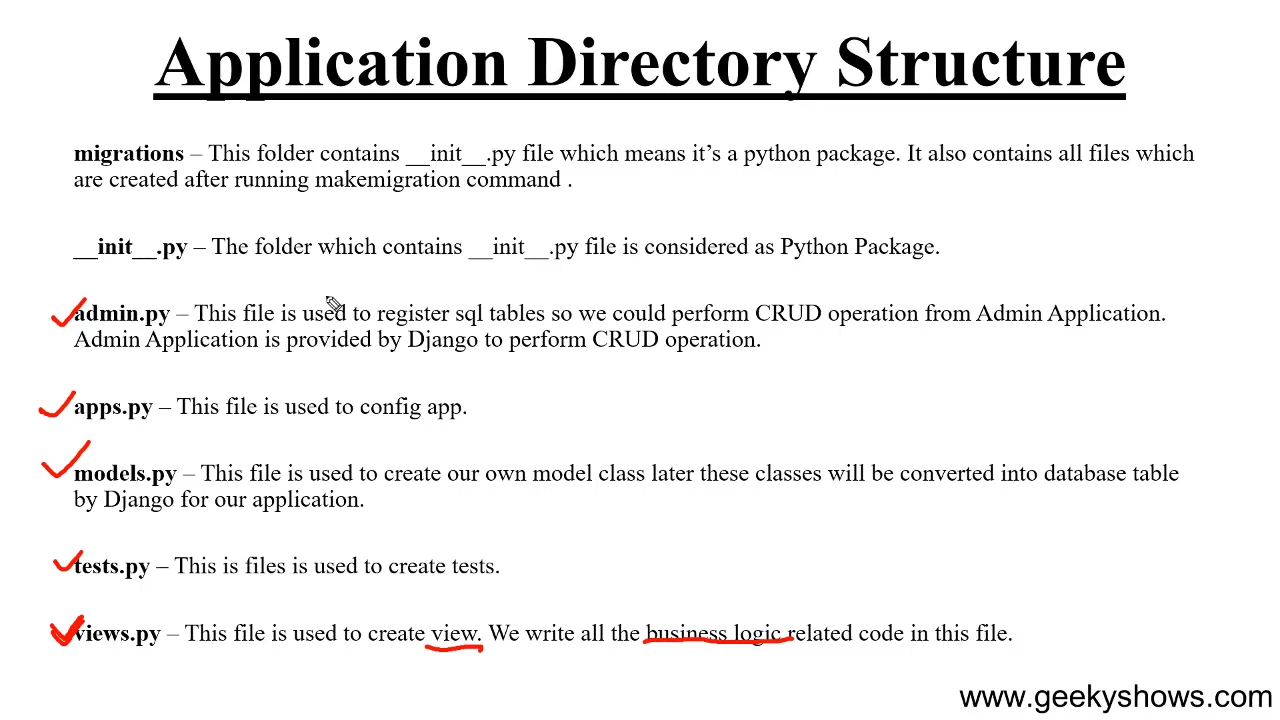 Application Directory Structure
migrations – This folder contains __init__.py file which means it’s a python package. It also contains all files which
are created after running makemigration command .
__init__.py – The folder which contains __init__.py file is considered as Python Package.
admin.py – This file is used to register sql tables so we could perform CRUD operation from Admin Application.
Admin Application is provided by Django to perform CRUD operation.
apps.py – This file is used to config app.
models.py – This file is used to create our own model class later these classes will be converted into database table
by Django for our application.
tests.py – This is files is used to create tests.
views.py – This file is used to create view. We write all the business logic related code in this file.
www.geekyshows.com